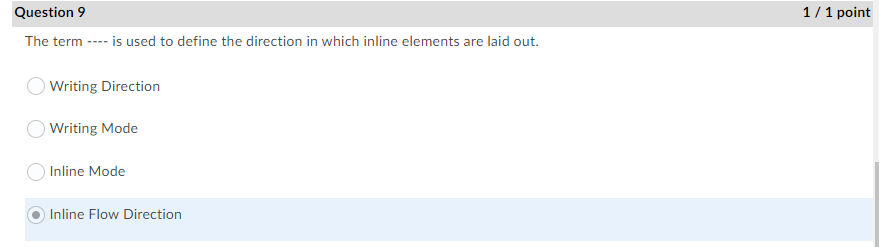 Question 9 1 / 1 point
The term ---- is used to define the direction in which inline elements are laid out.
Writing Direction
Writing Mode
Inline Mode
Inline Flow Direction